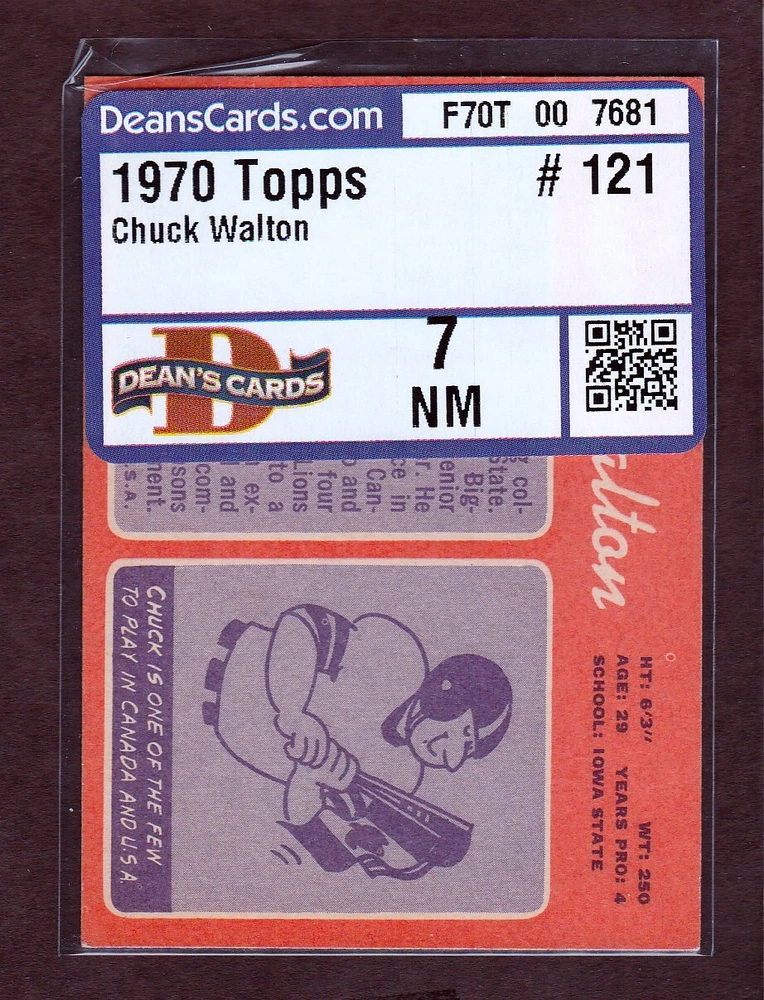 DeansCards.com
F70T 00 7681
1970 Topps
# 121
Chuck Walton
DEAN'S CARDS
7
NM
col-
State.
Big-
enior
r. He
ce in
Can-
and
four
Lions
to a
ex-
and
com-
sons
ment.
S.A.
alton
HT: 6'3" WT: 250
AGE: 29 YEARS PRO: 4
SCHOOL: IOWA STATE
CHUCK IS ONE OF THE FEW
TO PLAY IN CANADA AND U.S.A.